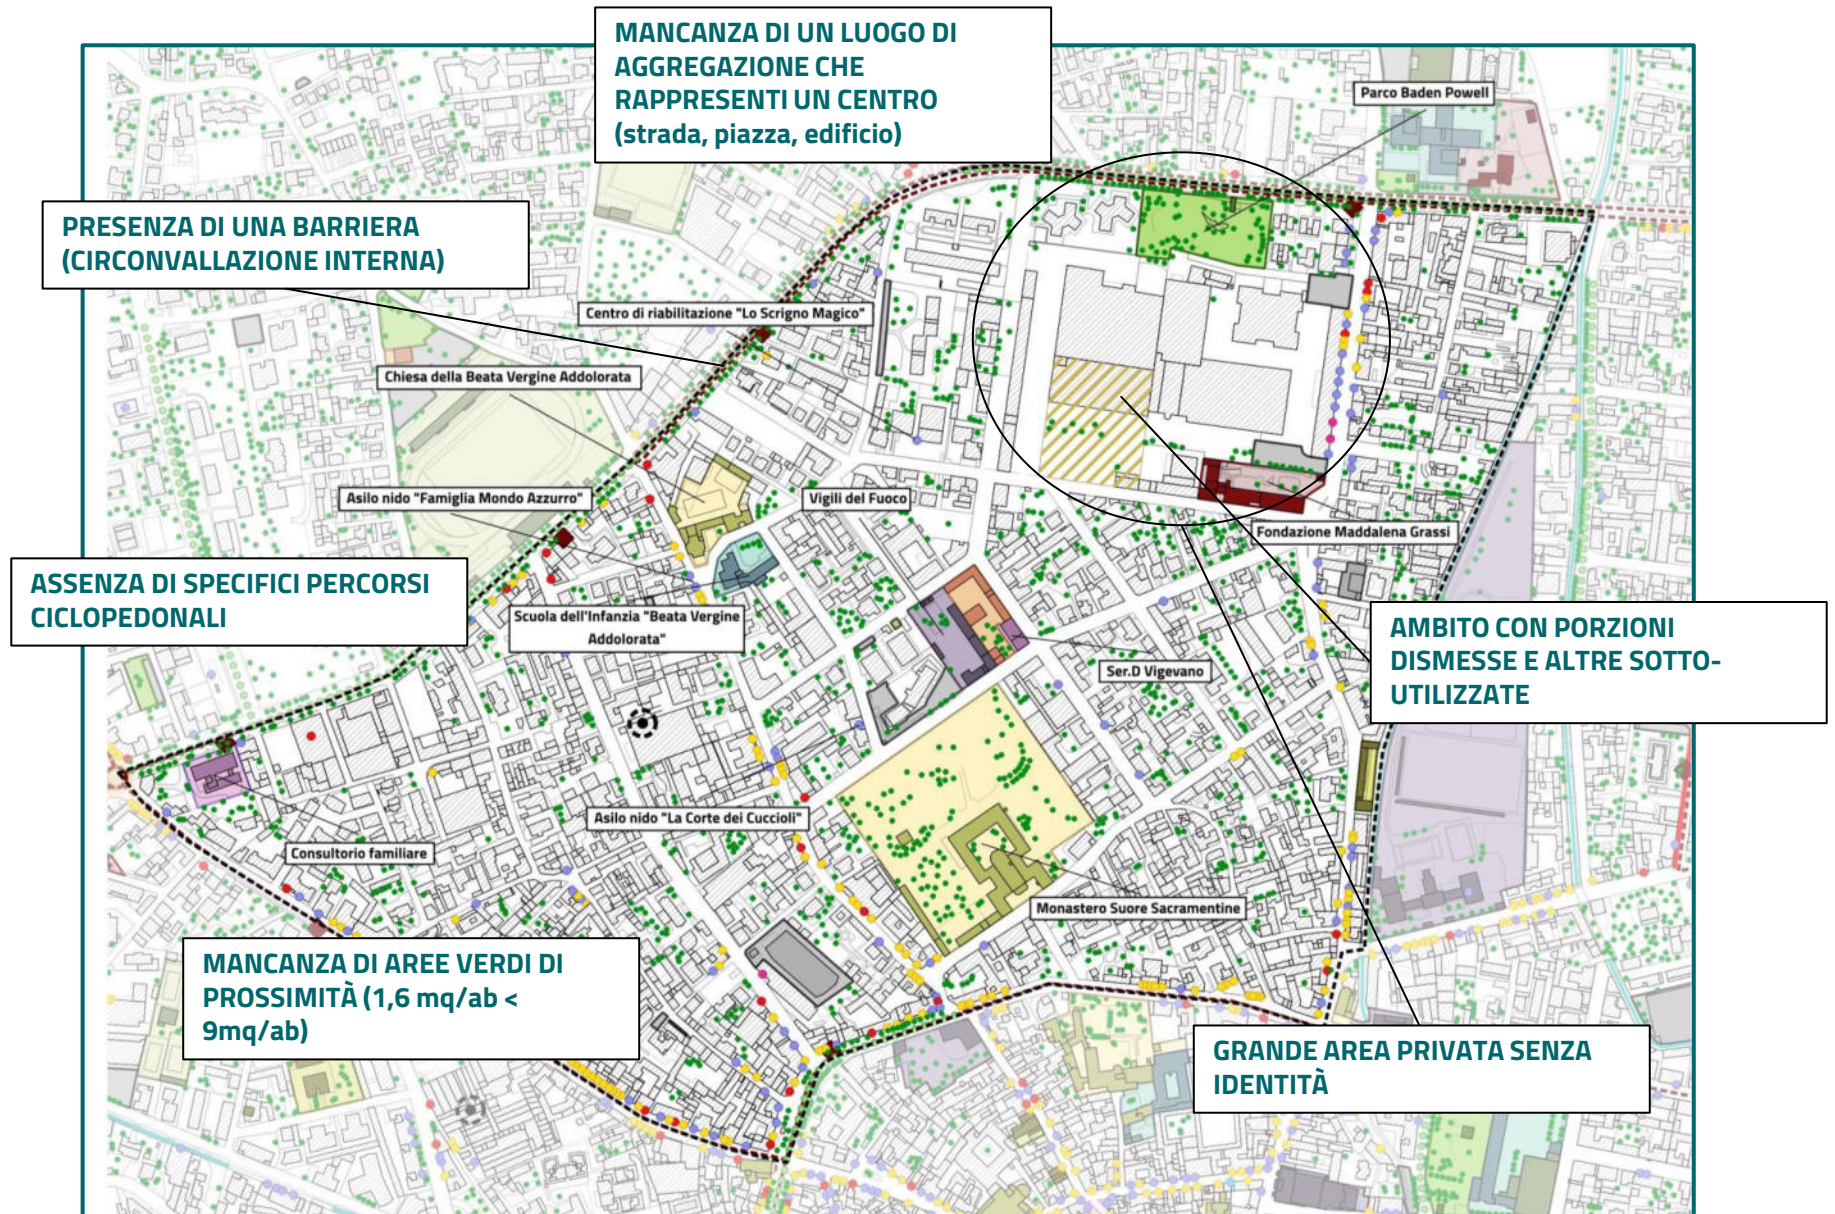 MANCANZA DI UN LUOGO DI
AGGREGAZIONE CHE
RAPPRESENTI UN CENTRO
(strada, piazza, edificio)
Parco Baden Powell
PRESENZA DI UNA BARRIERA
(CIRCONVALLAZIONE INTERNA)
Centro di riabilitazione "Lo Scrigno Magico"
Chiesa della Beata Vergine Addolorata
Asilo nido "Famiglia Mondo Azzurro"
Vigili del Fuoco
Fondazione Maddalena Grassi
ASSENZA DI SPECIFICI PERCORSI
CICLOPEDONALI
Scuola dell'Infanzia "Beata Vergine
Addolorata"
AMBITO CON PORZIONI
DISMESSE E ALTRE SOTTO-
UTILIZZATE
Ser.D Vigevano
Asilo nido "La Corte dei Cuccioli"
Consultorio familiare
Monastero Suore Sacramentine
MANCANZA DI AREE VERDI DI
PROSSIMITÀ (1,6 mq/ab <
9mq/ab)
GRANDE AREA PRIVATA SENZA
IDENTITÀ